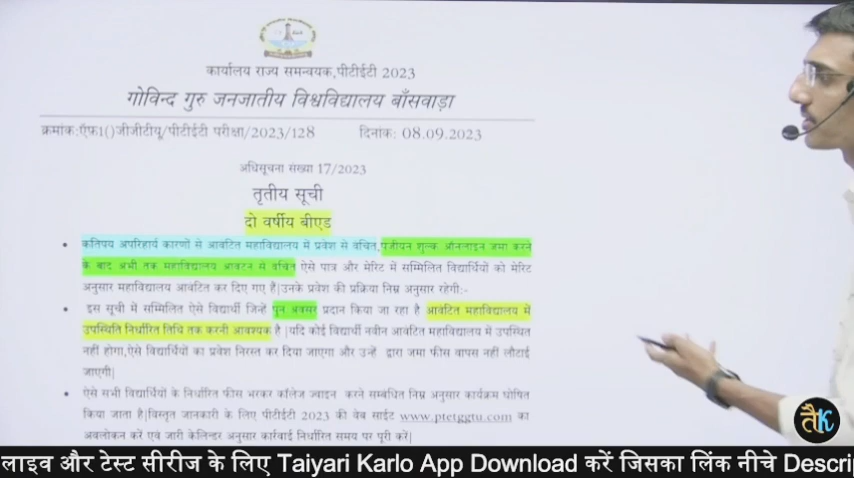 कार्यालय राज्य समन्वयक,पीटीईटी 2023
गोविन्द गुरु जनजातीय विश्वविद्यालय बाँसवाड़ा
क्रमांक:ऍफ1()जीजीटीयू/पीटीईटी परीक्षा/2023/128 दिनांक: 08.09.2023
अधिसूचना संख्या 17/2023
तृतीय सूची
दो वर्षीय बीएड
• कतिपय अपरिहार्य कारणों से आवंटित महाविद्यालय में प्रवेश से वंचित,पंजीयन शुल्क ऑनलाइन जमा करने
के बाद अभी तक महाविद्यालय आवंटन से वंचित ऐसे पात्र और मेरिट में सम्मिलित विद्यार्थियों को मेरिट
अनुसार महाविद्यालय आवंटित कर दिए गए हैं|उनके प्रवेश की प्रक्रिया निम्न अनुसार रहेगी:-
• इस सूची में सम्मिलित ऐसे विद्यार्थी जिन्हें पुन अवसर प्रदान किया जा रहा है आवंटित महाविद्यालय में
उपस्थिति निर्धारित तिथि तक करनी आवश्यक है |यदि कोई विद्यार्थी नवीन आवंटित महाविद्यालय में उपस्थित
नहीं होगा,ऐसे विद्यार्थियों का प्रवेश निरस्त कर दिया जाएगा और उन्हें द्वारा जमा फीस वापस नहीं लौटाई
जाएगी|
• ऐसे सभी विद्यार्थियों के निर्धारित फीस भरकर कॉलेज ज्वाइन करने सम्बंधित निम्न अनुसार कार्यक्रम घोषित
किया जाता है|विस्तृत जानकारी के लिए पीटीईटी 2023 की वेब साईट www.ptetggtu.com का
अवलोकन करें एवं जारी केलिन्डर अनुसार कार्रवाई निर्धारित समय पर पूरी करें|
तैK
लाइव और टेस्ट सीरीज के लिए Taiyari Karlo App Download करें जिसका लिंक नीचे Descri